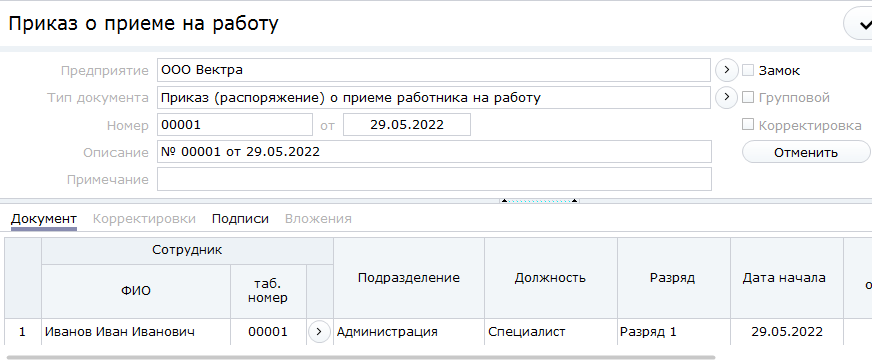 Приказ о приеме на работу
Предприятие ООО Вектра Замок
Тип документа Приказ (распоряжение) о приеме работника на работу Групповой
Номер 00001 от 29.05.2022 Корректировка
Описание № 00001 от 29.05.2022 Отменить
Примечание
Документ Корректировки Подписи Вложения
Сотрудник
ФИО таб. номер Подразделение Должность Разряд Дата начала
1 Иванов Иван Иванович 00001 Администрация Специалист Разряд 1 29.05.2022